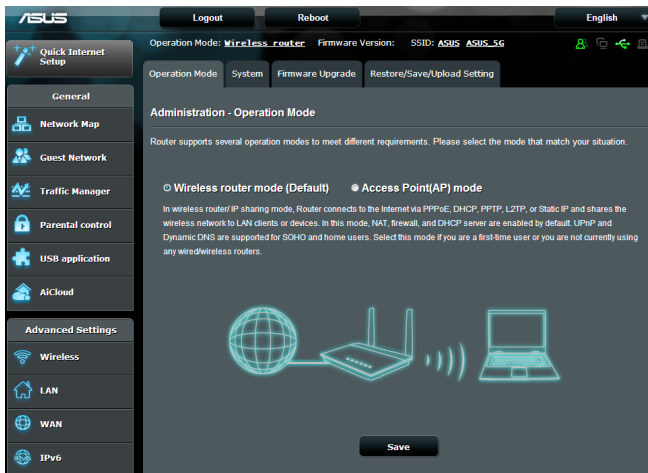 ASUS
Logout
Reboot
English
Quick Internet
Setup
Operation Mode: Wireless router Firmware Version: SSID: ASUS ASUS_5G
Operation Mode
System
Firmware Upgrade
Restore/Save/Upload Setting
General
Network Map
Guest Network
Traffic Manager
Parental control
USB application
AiCloud
Advanced Settings
Wireless
LAN
WAN
IPv6
Administration - Operation Mode
Router supports several operation modes to meet different requirements. Please select the mode that match your situation.
Wireless router mode (Default)
Access Point(AP) mode
In wireless router/ IP sharing mode, Router connects to the Internet via PPPoE, DHCP, PPTP, L2TP, or Static IP and shares the
wireless network to LAN clients or devices. In this mode, NAT, firewall, and DHCP server are enabled by default. UPnP and
Dynamic DNS are supported for SOHO and home users. Select this mode if you are a first-time user or you are not currently using
any wired/wireless routers.
Save